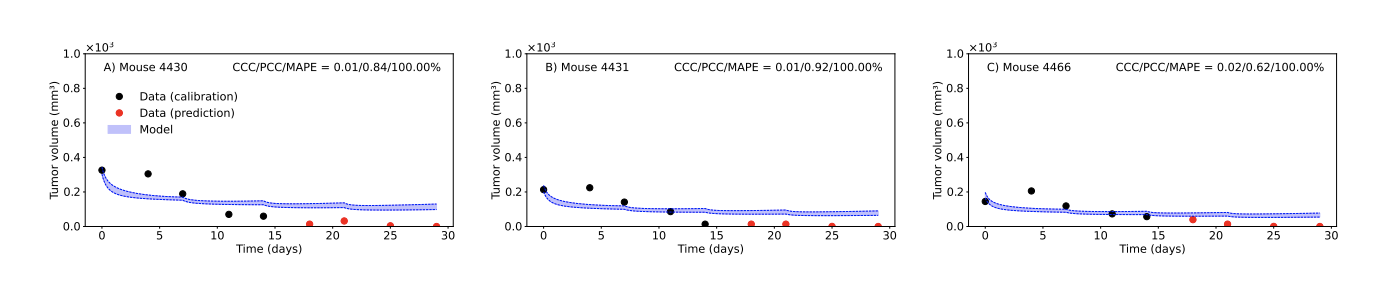 ×10³
A) Mouse 4430 CCC/PCC/MAPE = 0.01/0.84/100.00%
Data (calibration)
Data (prediction)
Model
Tumor volume (mm³)
1.0
0.8
0.6
0.4
0.2
0.0
0 5 10 15 20 25 30
Time (days)
×10³
B) Mouse 4431 CCC/PCC/MAPE = 0.01/0.92/100.00%
Tumor volume (mm³)
1.0
0.8
0.6
0.4
0.2
0.0
0 5 10 15 20 25 30
Time (days)
×10³
C) Mouse 4466 CCC/PCC/MAPE = 0.02/0.62/100.00%
Tumor volume (mm³)
1.0
0.8
0.6
0.4
0.2
0.0
0 5 10 15 20 25 30
Time (days)